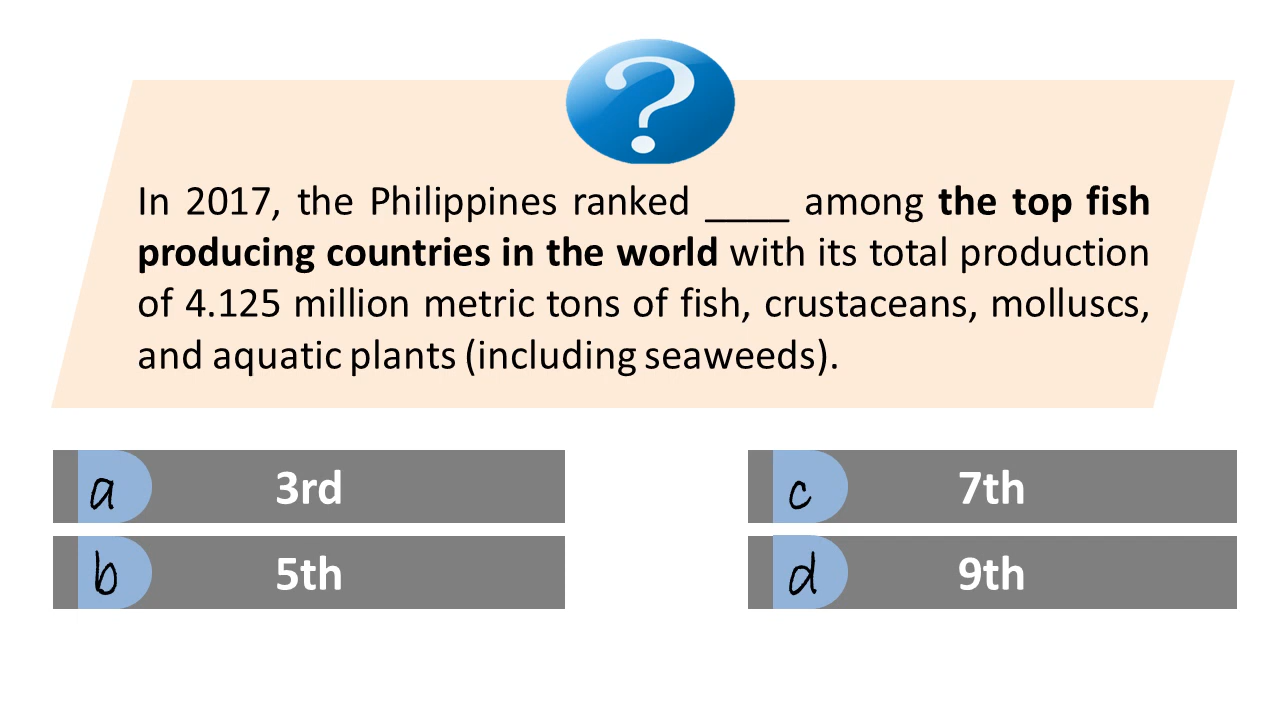 ?
In 2017, the Philippines ranked ____ among the top fish
producing countries in the world with its total production
of 4.125 million metric tons of fish, crustaceans, molluscs,
and aquatic plants (including seaweeds).
a 3rd
b 5th
c 7th
d 9th